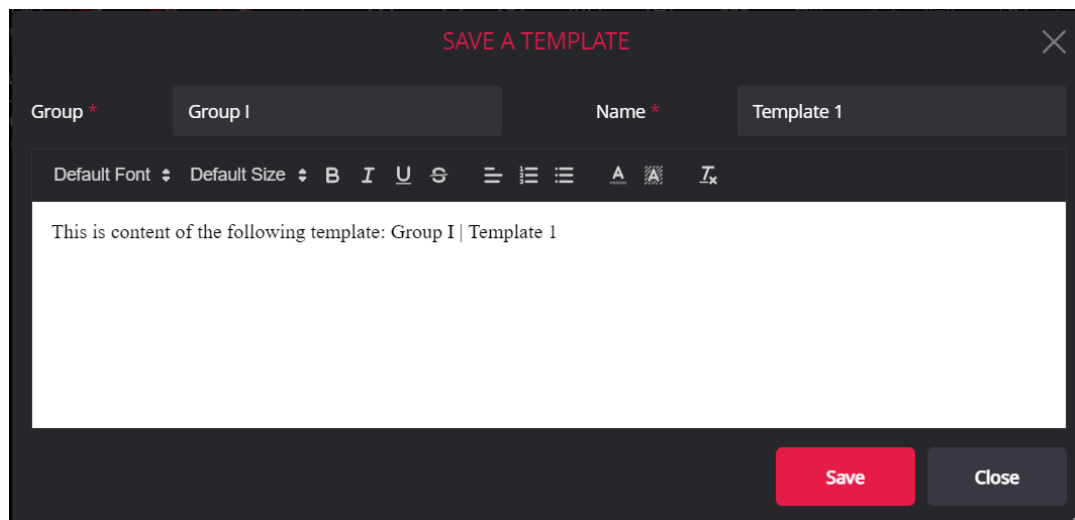 SAVE A TEMPLATE
Group * Group I Name * Template 1
Default Font Default Size B I U S A A Tx
This is content of the following template: Group I | Template 1
Save Close